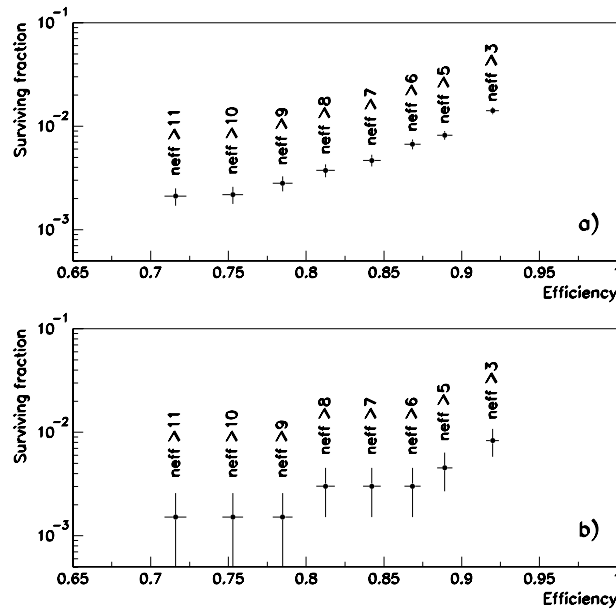 Surviving fraction
10⁻¹
10⁻²
10⁻³
neff >11
neff >10
neff >9
neff >8
neff >7
neff >6
neff >5
neff >3
a)
0.65 0.7 0.75 0.8 0.85 0.9 0.95 1
Efficiency
Surviving fraction
10⁻¹
10⁻²
10⁻³
neff >11
neff >10
neff >9
neff >8
neff >7
neff >6
neff >5
neff >3
b)
0.65 0.7 0.75 0.8 0.85 0.9 0.95 1
Efficiency